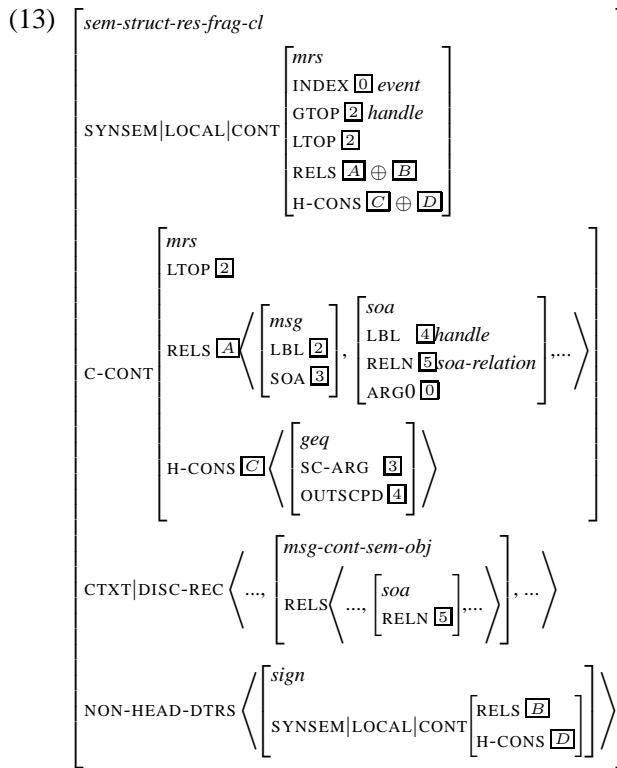 (13) sem-struct-res-frag-cl
mrs
INDEX 0 event
GTOP 2 handle
SYNSEM|LOCAL|CONT LTOP 2
RELS A ⊕ B
H-CONS C ⊕ D
mrs
LTOP 2
msg soa
LBL 2 , LBL 4 handle
RELS A ⟨ SOA 3 RELN 5 soa-relation ,... ⟩
ARG0 0
C-CONT
geq
H-CONS C ⟨ SC-ARG 3 ⟩
OUTSCPD 4
msg-cont-sem-obj
CTXT|DISC-REC ⟨ ..., RELS ⟨ ..., soa ,... ⟩ , ... ⟩
RELN 5
sign
NON-HEAD-DTRS ⟨ SYNSEM|LOCAL|CONT RELS B ⟩
H-CONS D